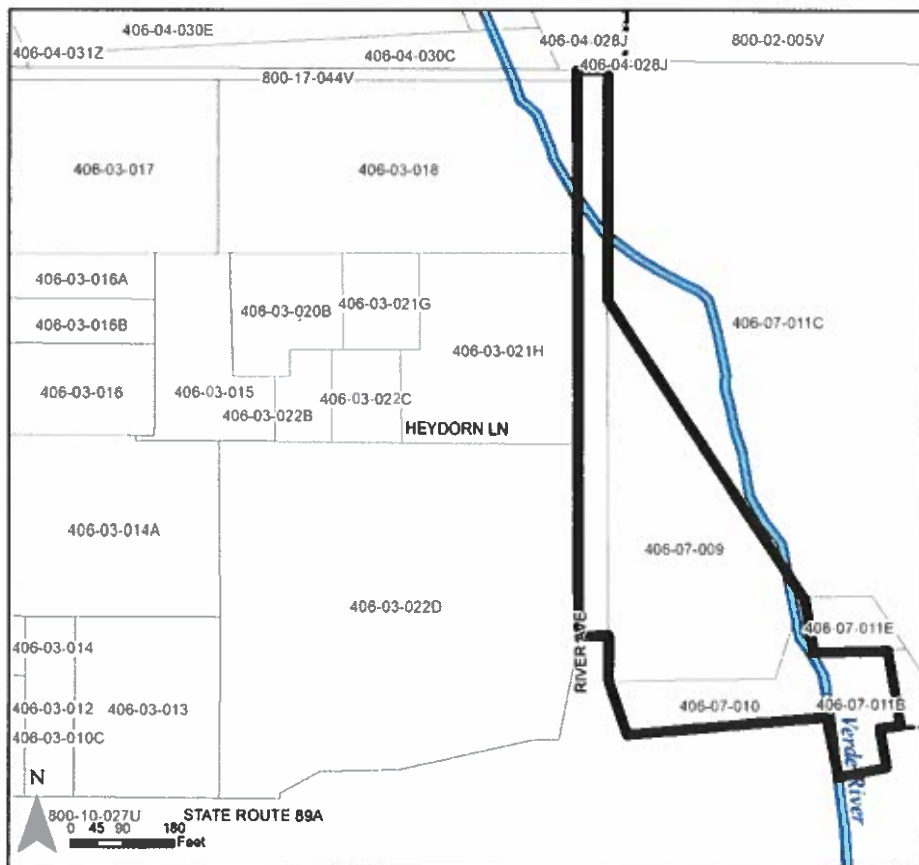 406-04-030E
406-04-031Z
406-04-030C
406-04-028J
406-04-028J
800-02-005V
800-17-044V
406-03-017
406-03-018
406-03-016A
406-03-020B
406-03-021G
406-03-016B
406-07-011C
406-03-021H
406-03-016
406-03-015
406-03-022B
406-03-022C
HEYDORN LN
406-03-014A
406-07-009
406-03-022D
406-07-011E
406-03-014
RIVER AVE
406-03-012
406-03-013
406-07-010
406-07-011B
406-03-010C
Verde River
N
800-10-027U
STATE ROUTE 89A
0 45 90 180
Feet